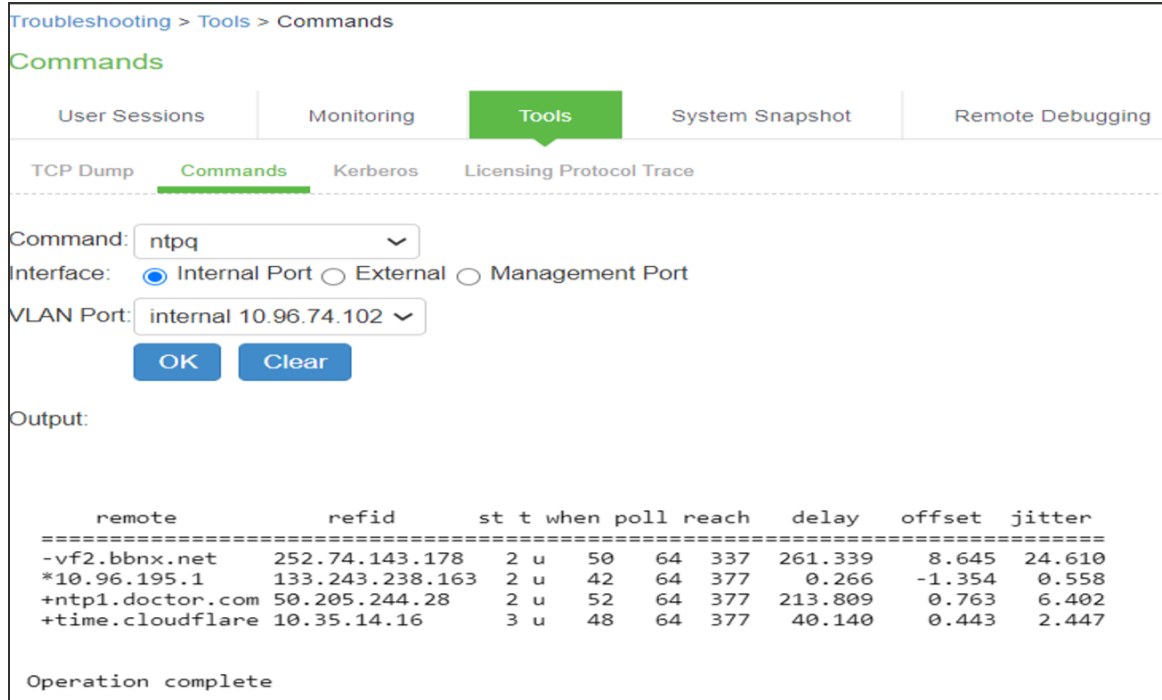 Troubleshooting > Tools > Commands
Commands
User Sessions Monitoring Tools System Snapshot Remote Debugging
TCP Dump Commands Kerberos Licensing Protocol Trace
Command: ntpq
Interface: Internal Port External Management Port
VLAN Port: internal 10.96.74.102
OK Clear
Output:
remote refid st t when poll reach delay offset jitter
==============================================================================
-vf2.bbnx.net 252.74.143.178 2 u 50 64 337 261.339 8.645 24.610
*10.96.195.1 133.243.238.163 2 u 42 64 377 0.266 -1.354 0.558
+ntp1.doctor.com 50.205.244.28 2 u 52 64 377 213.809 0.763 6.402
+time.cloudflare 10.35.14.16 3 u 48 64 377 40.140 0.443 2.447
Operation complete